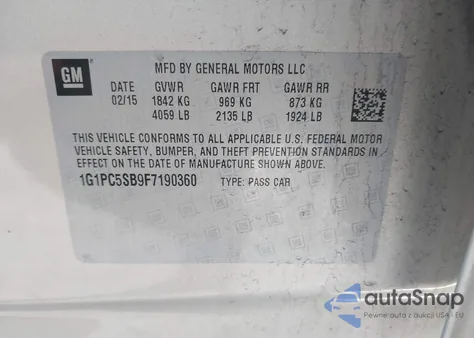 GM
MFD BY GENERAL MOTORS LLC
DATE GVWR GAWR FRT GAWR RR
02/15 1842 KG 969 KG 873 KG
4059 LB 2135 LB 1924 LB
THIS VEHICLE CONFORMS TO ALL APPLICABLE U.S. FEDERAL MOTOR
VEHICLE SAFETY, BUMPER, AND THEFT PREVENTION STANDARDS IN
EFFECT ON THE DATE OF MANUFACTURE SHOWN ABOVE.
1G1PC5SB9F7190360 TYPE: PASS CAR
autoSnap
Pewne auta z aukcji USA i EU